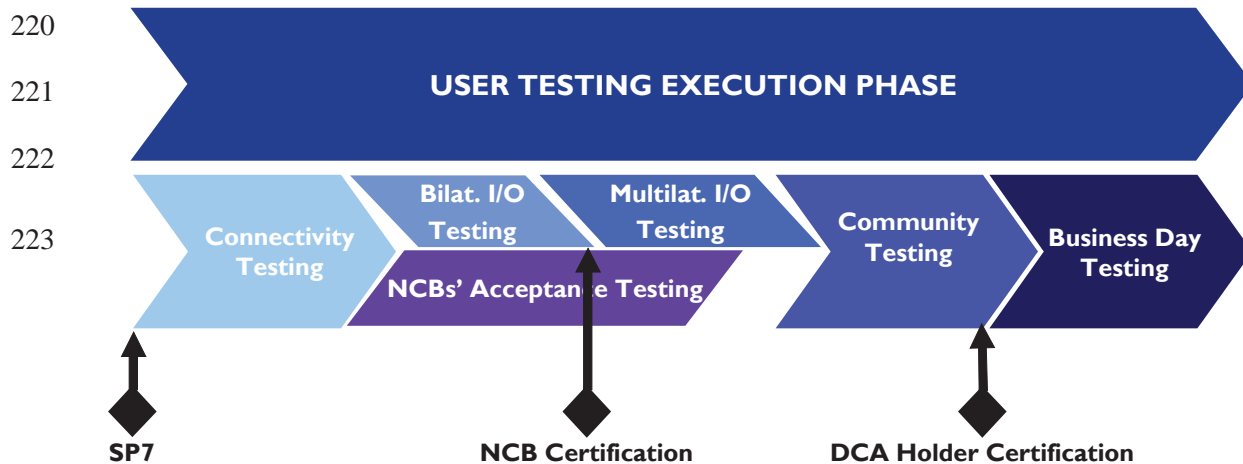 220
221
222
223
USER TESTING EXECUTION PHASE
Connectivity
Testing
Bilat. I/O
Testing
Multilat. I/O
Testing
NCBs’ Acceptance Testing
Community
Testing
Business Day
Testing
SP7
NCB Certification
DCA Holder Certification